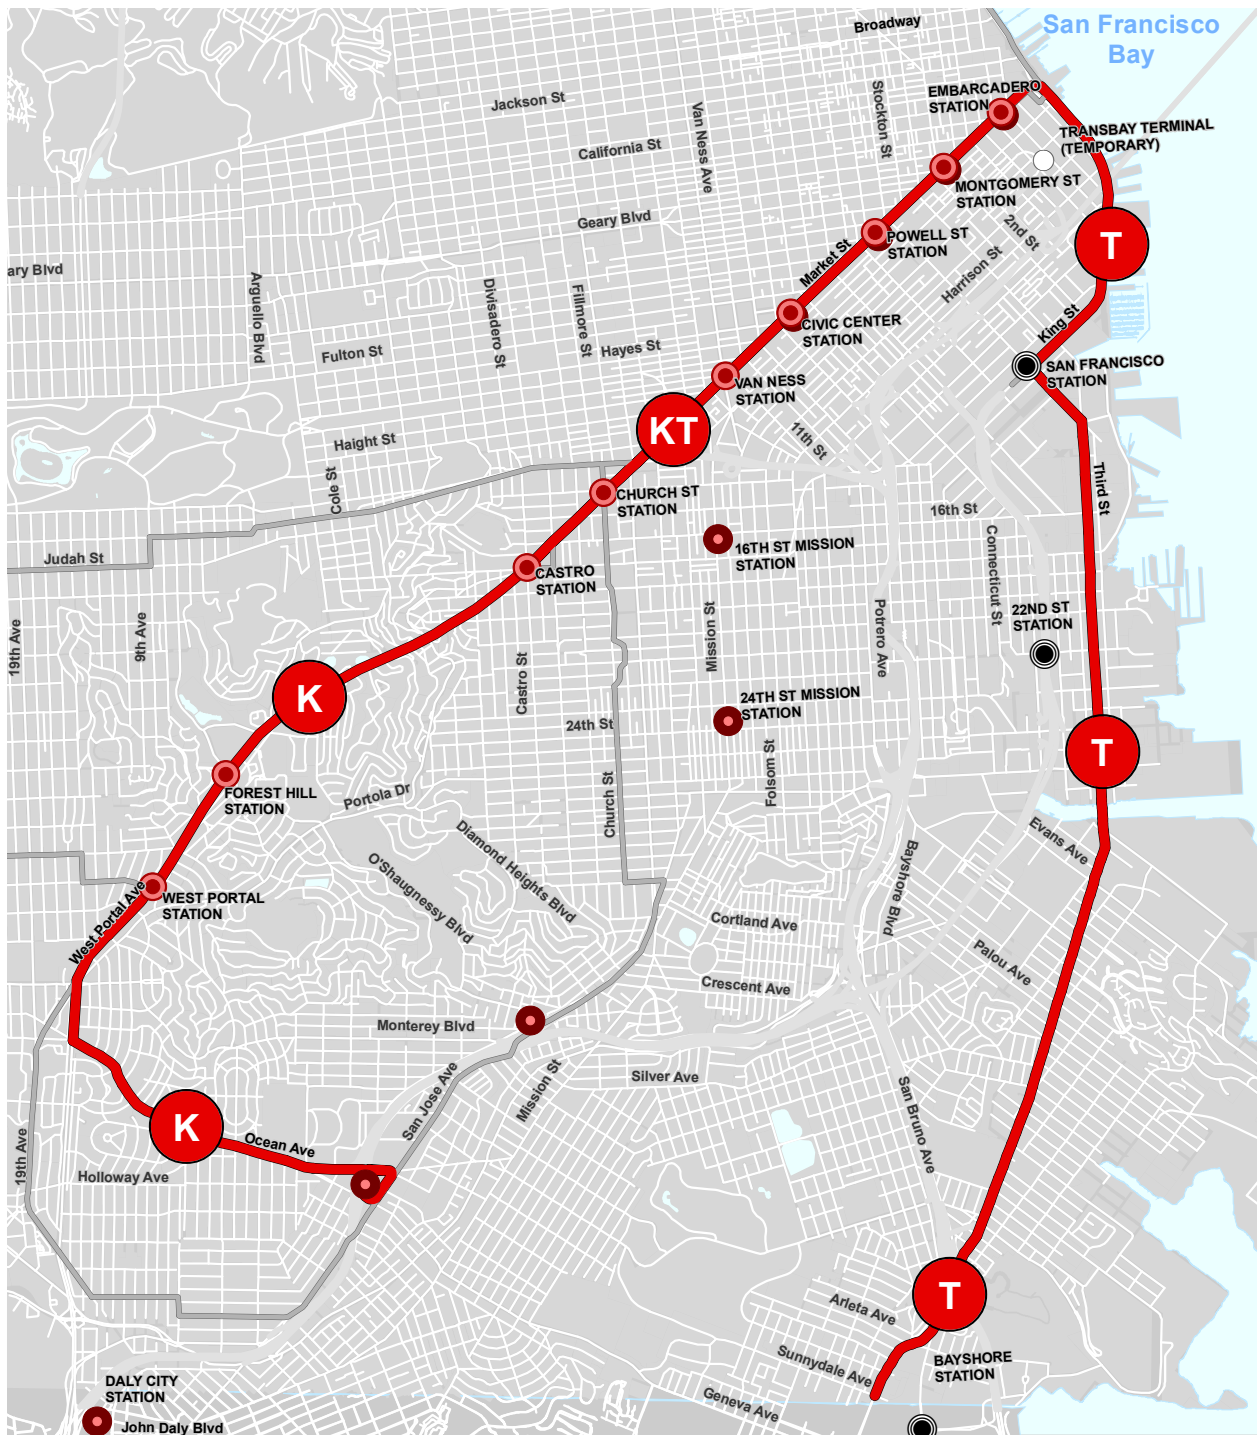 San Francisco
Bay
Broadway
EMBARCADERO
STATION
Jackson St
Stockton St
Van Ness Ave
TRANSBAY TERMINAL
(TEMPORARY)
California St
MONTGOMERY ST
STATION
Geary Blvd
2nd St
POWELL ST
STATION
T
Market St
Harrison St
ary Blvd
Arguello Blvd
Divisadero St
Fillmore St
CIVIC CENTER
STATION
King St
Fulton St
Hayes St
SAN FRANCISCO
STATION
VAN NESS
STATION
KT
Haight St
11th St
Cole St
Third St
CHURCH ST
STATION
16th St
Judah St
16TH ST MISSION
STATION
Connecticut St
CASTRO
STATION
22ND ST
STATION
19th Ave
9th Ave
Mission St
Potrero Ave
Castro St
K
24TH ST MISSION
STATION
24th St
T
Folsom St
FOREST HILL
STATION
Portola Dr
Church St
Evans Ave
Diamond Heights Blvd
O'Shaugnessy Blvd
Bayshore Blvd
WEST PORTAL
STATION
West Portal Ave
Cortland Ave
Palou Ave
Crescent Ave
Monterey Blvd
San Jose Ave
Mission St
Silver Ave
San Bruno Ave
K
Ocean Ave
19th Ave
Holloway Ave
T
Arleta Ave
Sunnydale Ave
BAYSHORE
STATION
DALY CITY
STATION
Geneva Ave
John Daly Blvd